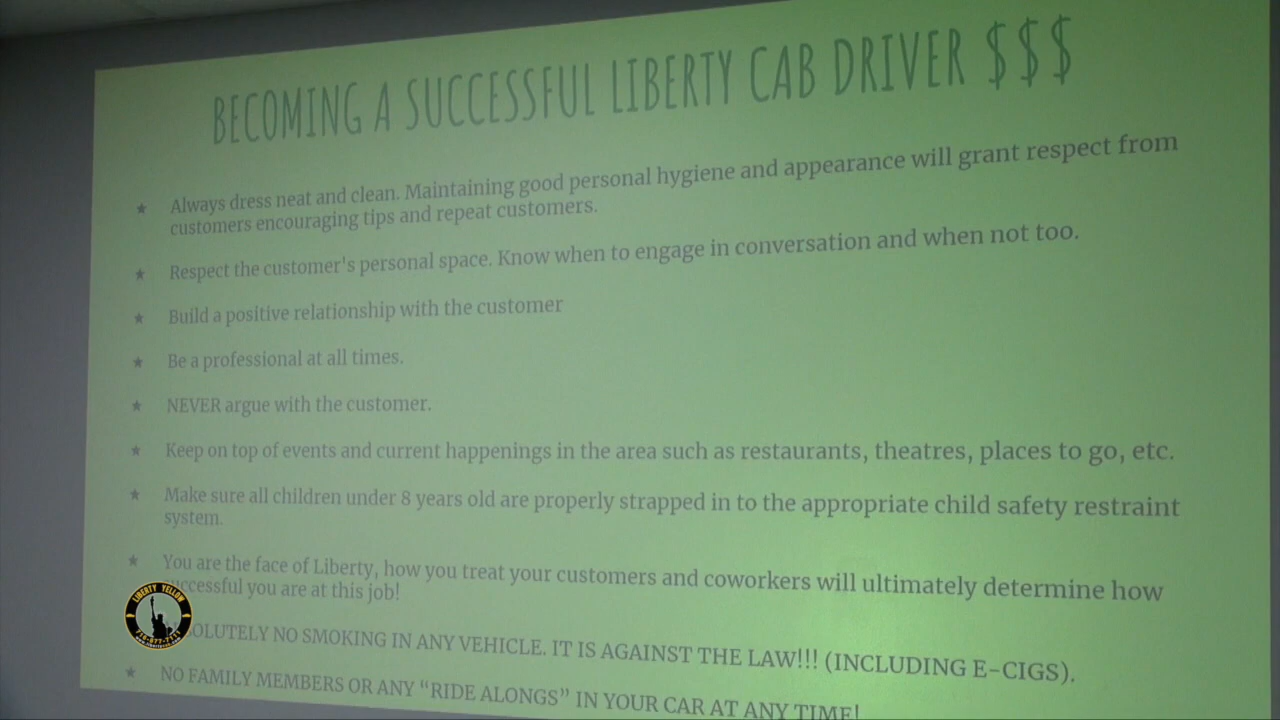 BECOMING A SUCCESSFUL LIBERTY CAB DRIVER $$$
★ Always dress neat and clean. Maintaining good personal hygiene and appearance will grant respect from
customers encouraging tips and repeat customers.
★ Respect the customer's personal space. Know when to engage in conversation and when not too.
★ Build a positive relationship with the customer
★ Be a professional at all times.
★ NEVER argue with the customer.
★ Keep on top of events and current happenings in the area such as restaurants, theatres, places to go, etc.
★ Make sure all children under 8 years old are properly strapped in to the appropriate child safety restraint
system.
★ You are the face of Liberty, how you treat your customers and coworkers will ultimately determine how
successful you are at this job!
LIBERTY YELLOW
716-877-7111
ABSOLUTELY NO SMOKING IN ANY VEHICLE. IT IS AGAINST THE LAW!!! (INCLUDING E-CIGS).
★ NO FAMILY MEMBERS OR ANY “RIDE ALONGS” IN YOUR CAR AT ANY TIME!